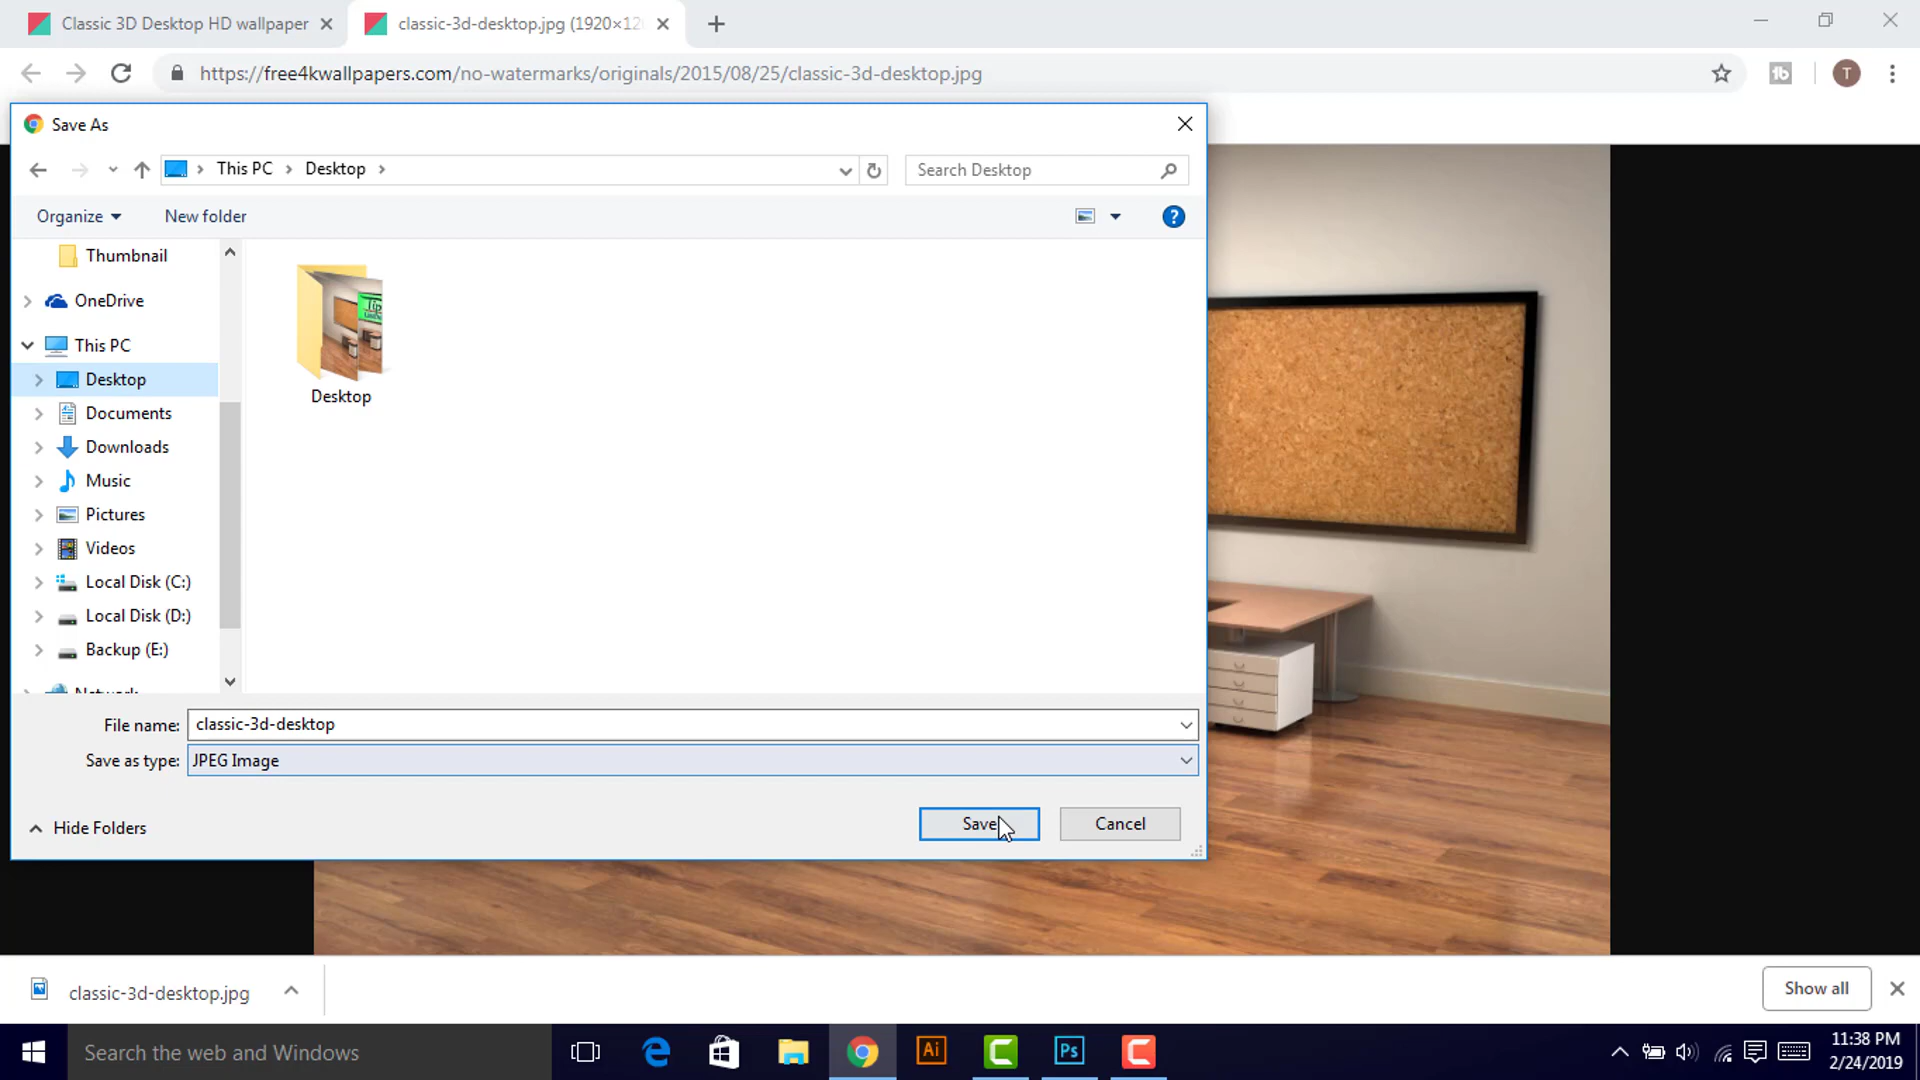 Classic 3D Desktop HD wallpaper
classic-3d-desktop.jpg (1920×12
https://free4kwallpapers.com/no-watermarks/originals/2015/08/25/classic-3d-desktop.jpg
T
Save As
This PC
Desktop
Search Desktop
Organize
New folder
?
Thumbnail
OneDrive
This PC
Desktop
Documents
Downloads
Music
Pictures
Videos
Local Disk (C:)
Local Disk (D:)
Backup (E:)
Network
Desktop
File name:
classic-3d-desktop
Save as type:
JPEG Image
Hide Folders
Save
Cancel
classic-3d-desktop.jpg
Show all
Search the web and Windows
Ai
Ps
11:38 PM
2/24/2019